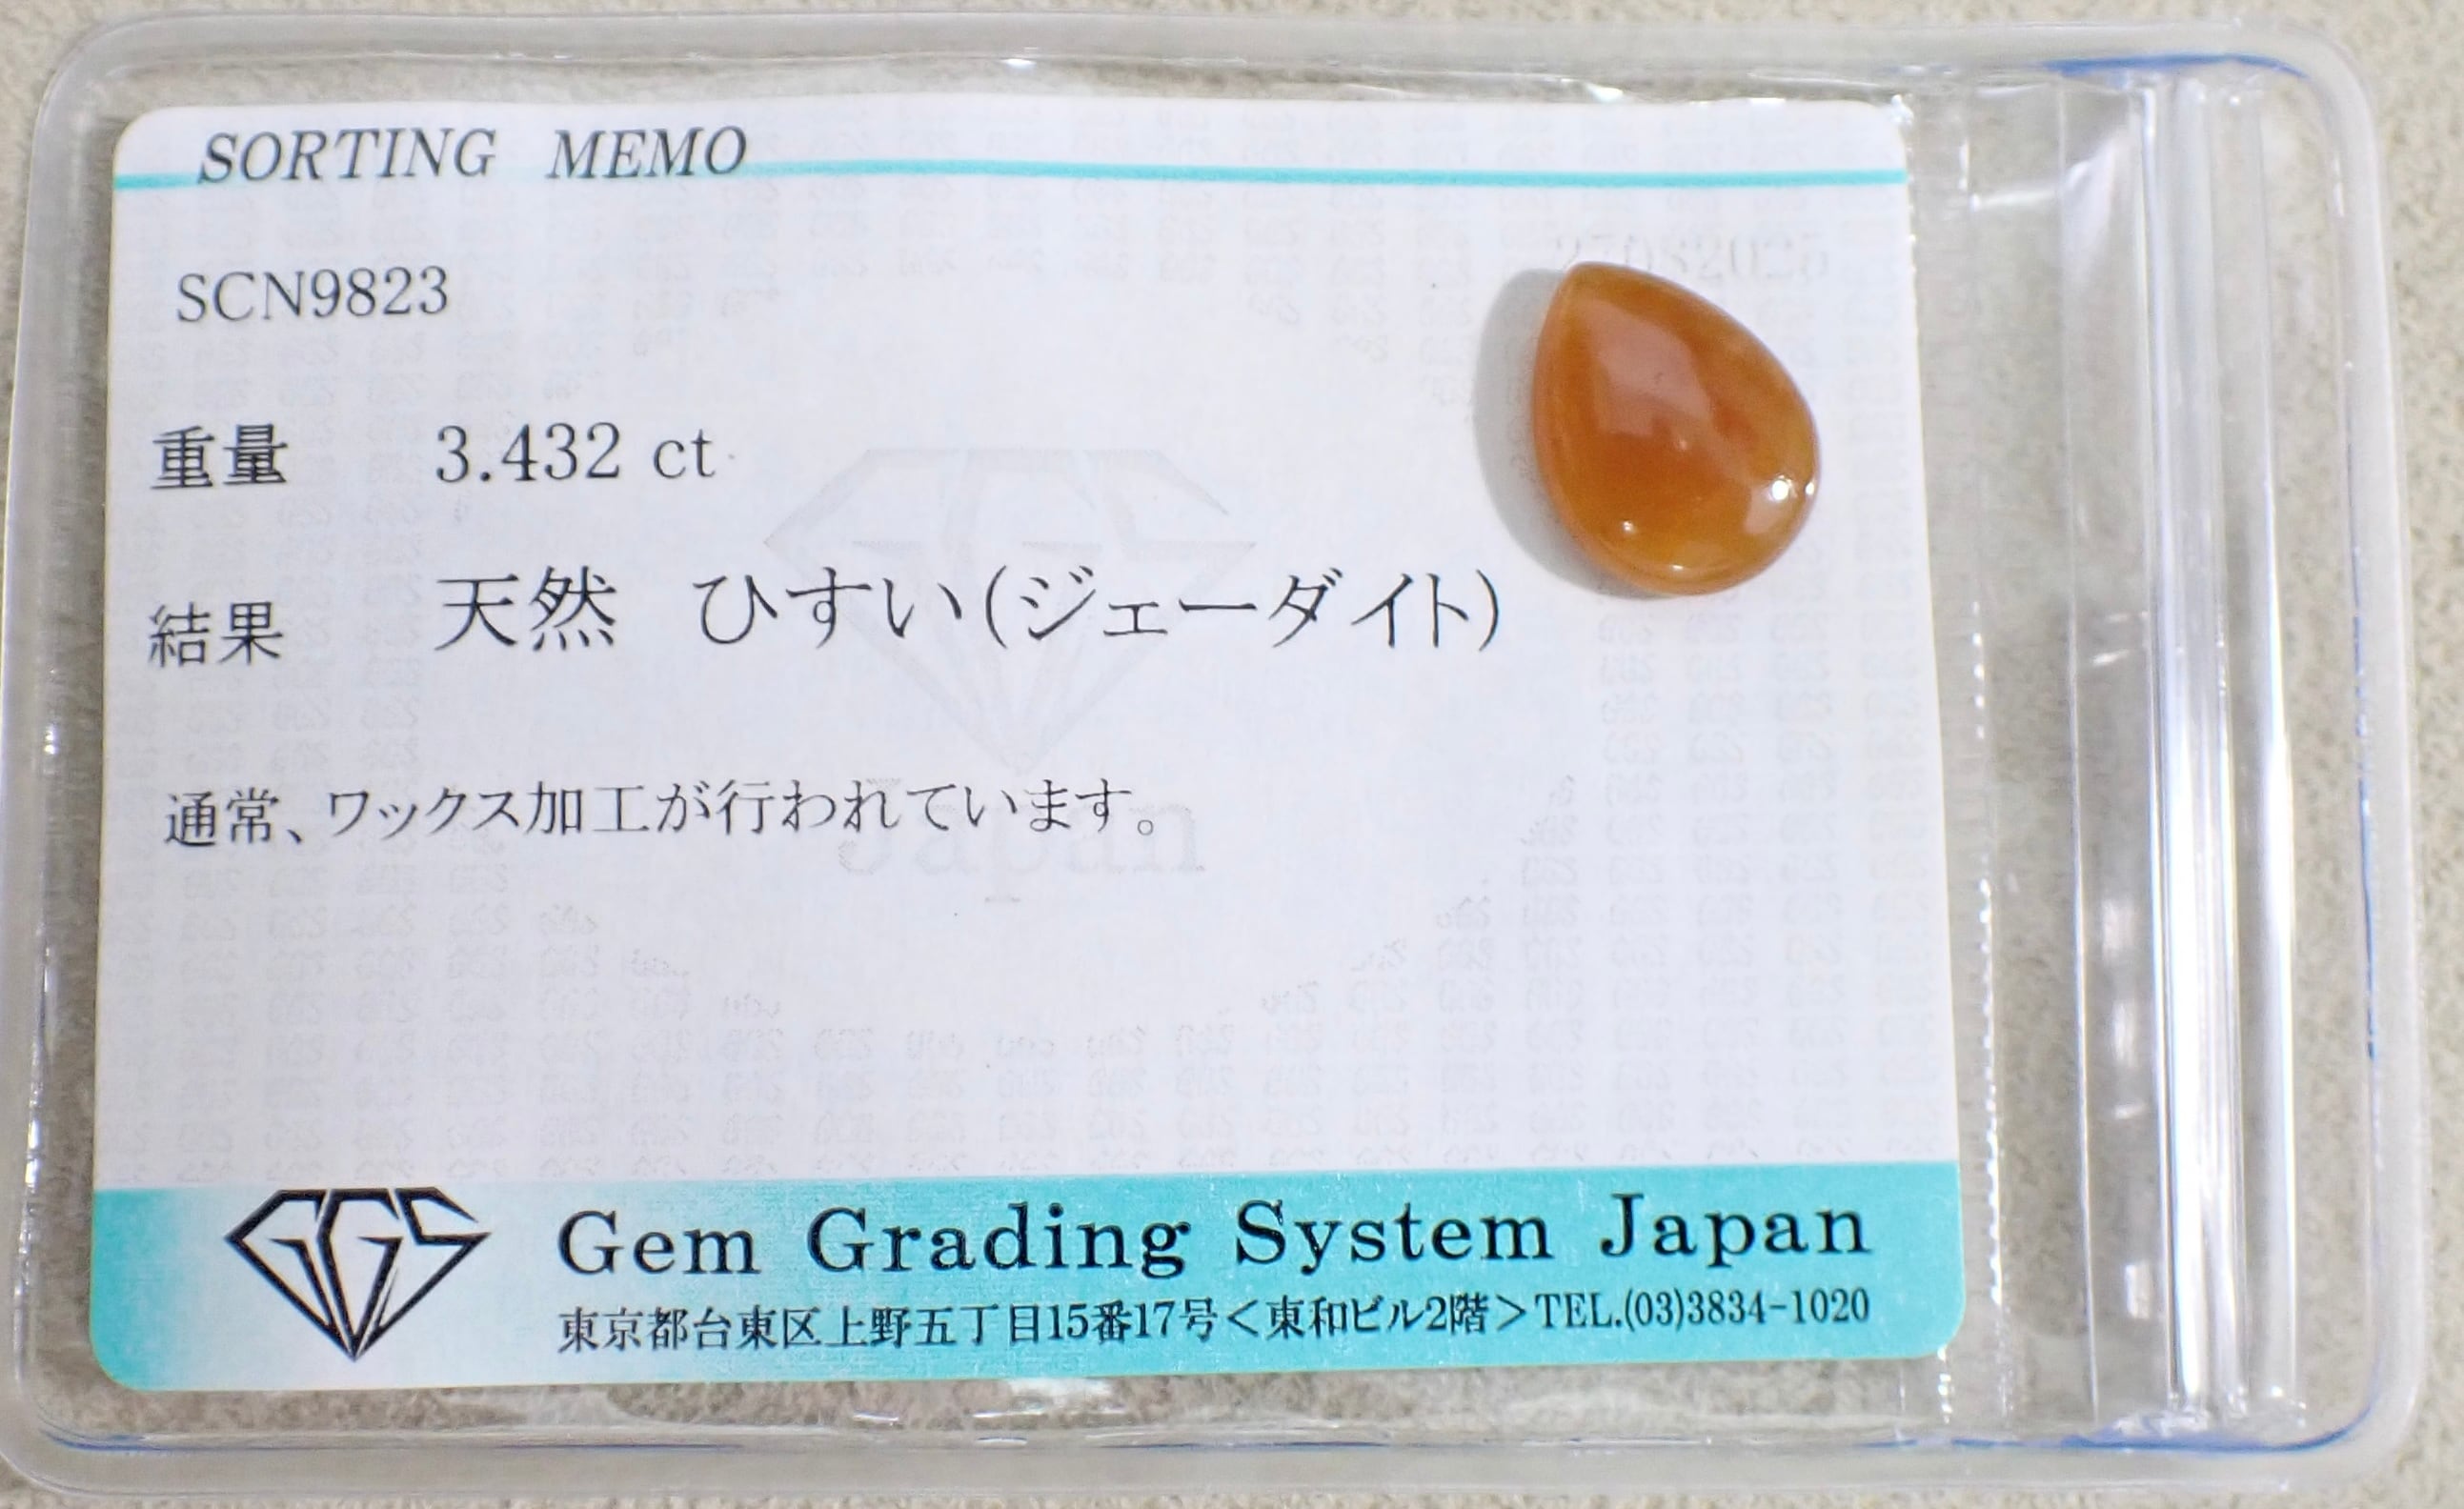 SORTING MEMO
SCN9823
重量 3.432 ct
結果 天然 ひすい(ジェーダイト)
通常、ワックス加工が行われています。
Japan
GGS
Gem Grading System Japan
東京都台東区上野五丁目15番17号＜東和ビル2階＞TEL.(03)3834-1020